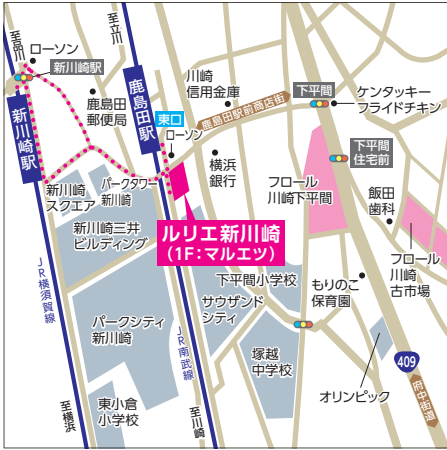 至品川
ローソン
新川崎駅
鹿島田
郵便局
新川崎駅
至立川
鹿島田駅
東口
ローソン
川崎
信用金庫
鹿島田駅前商店街
下平間
ケンタッキー
フライドチキン
下平間
住宅前
横浜
銀行
フロール
川崎下平間
飯田
歯科
フロール
川崎
古市場
新川崎
スクエア
パークタワー
新川崎
新川崎三井
ビルディング
ルリエ新川崎
(1F:マルエツ)
下平間小学校
サウザンド
シティ
もりのこ
保育園
JR横須賀線
パークシティ
新川崎
JR南武線
塚越
中学校
409
府中街道
オリンピック
至横浜
東小倉
小学校
至川崎